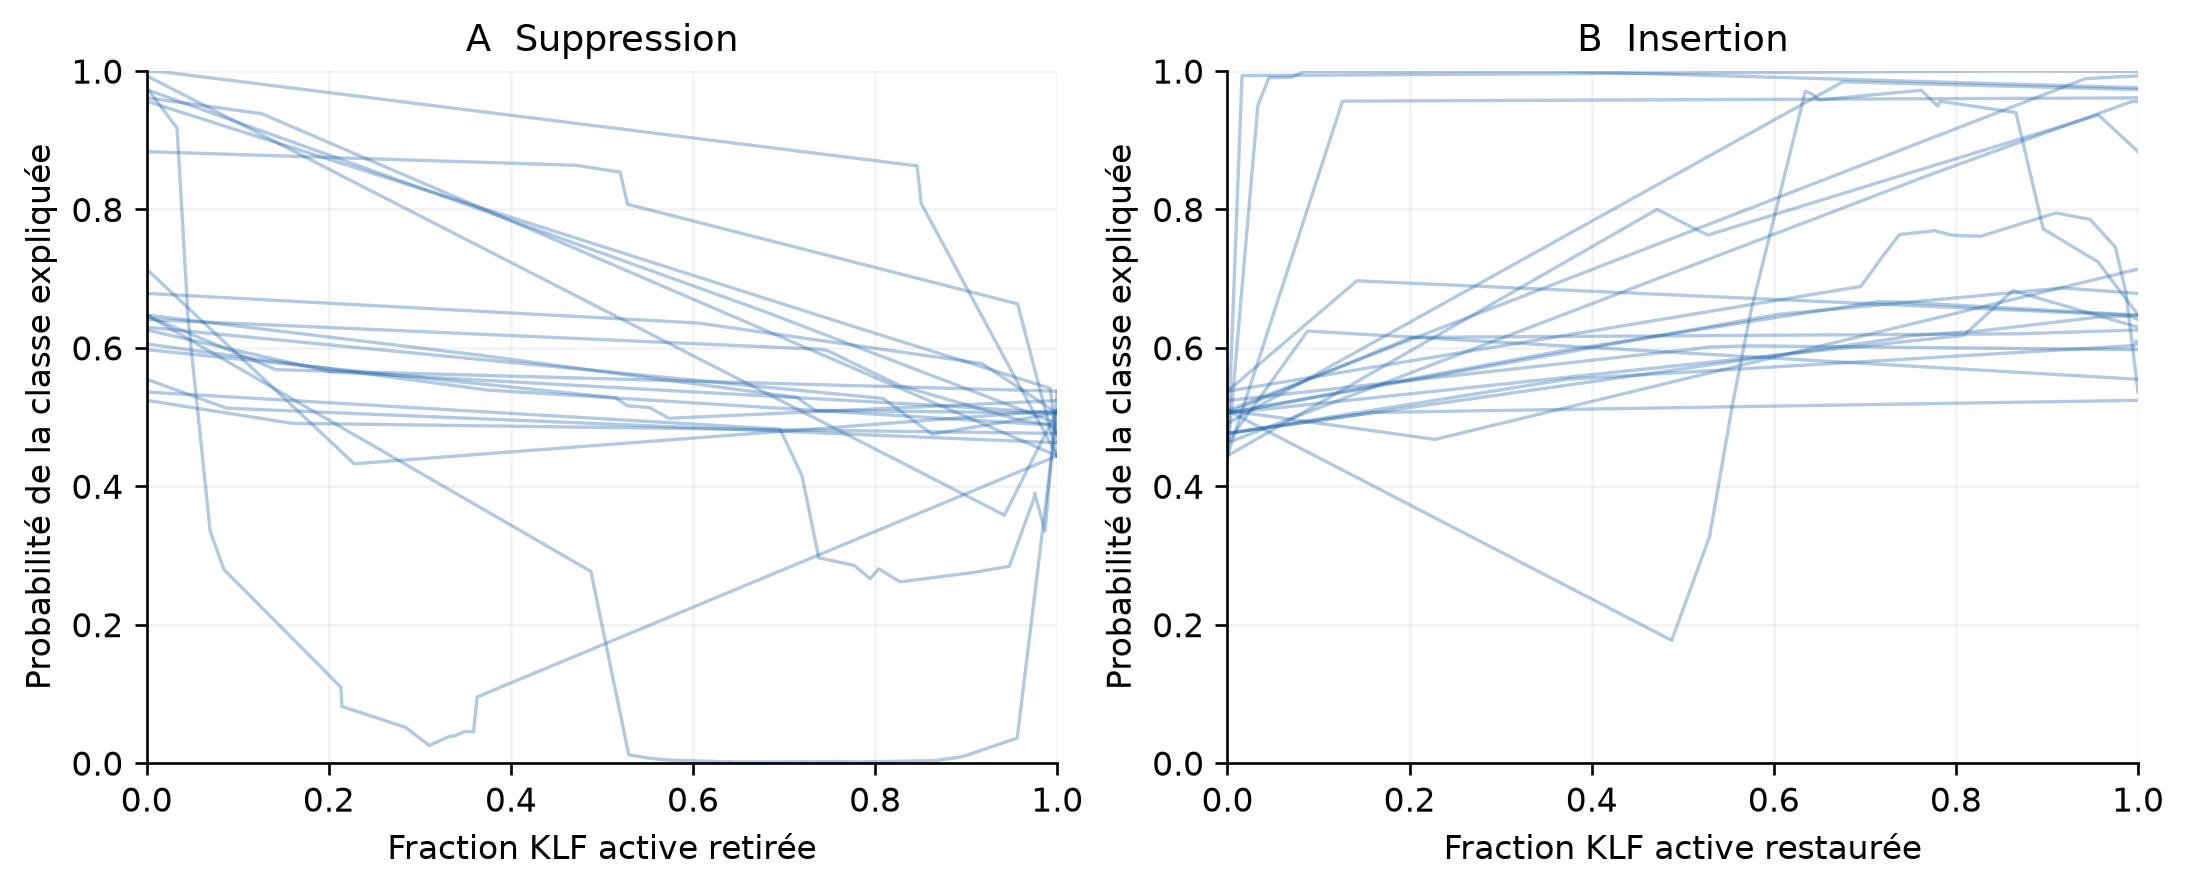 A Suppression
1.0
0.8
0.6
0.4
0.2
0.0
Probabilité de la classe expliquée
0.0 0.2 0.4 0.6 0.8 1.0
Fraction KLF active retirée
B Insertion
1.0
0.8
0.6
0.4
0.2
0.0
Probabilité de la classe expliquée
0.0 0.2 0.4 0.6 0.8 1.0
Fraction KLF active restaurée